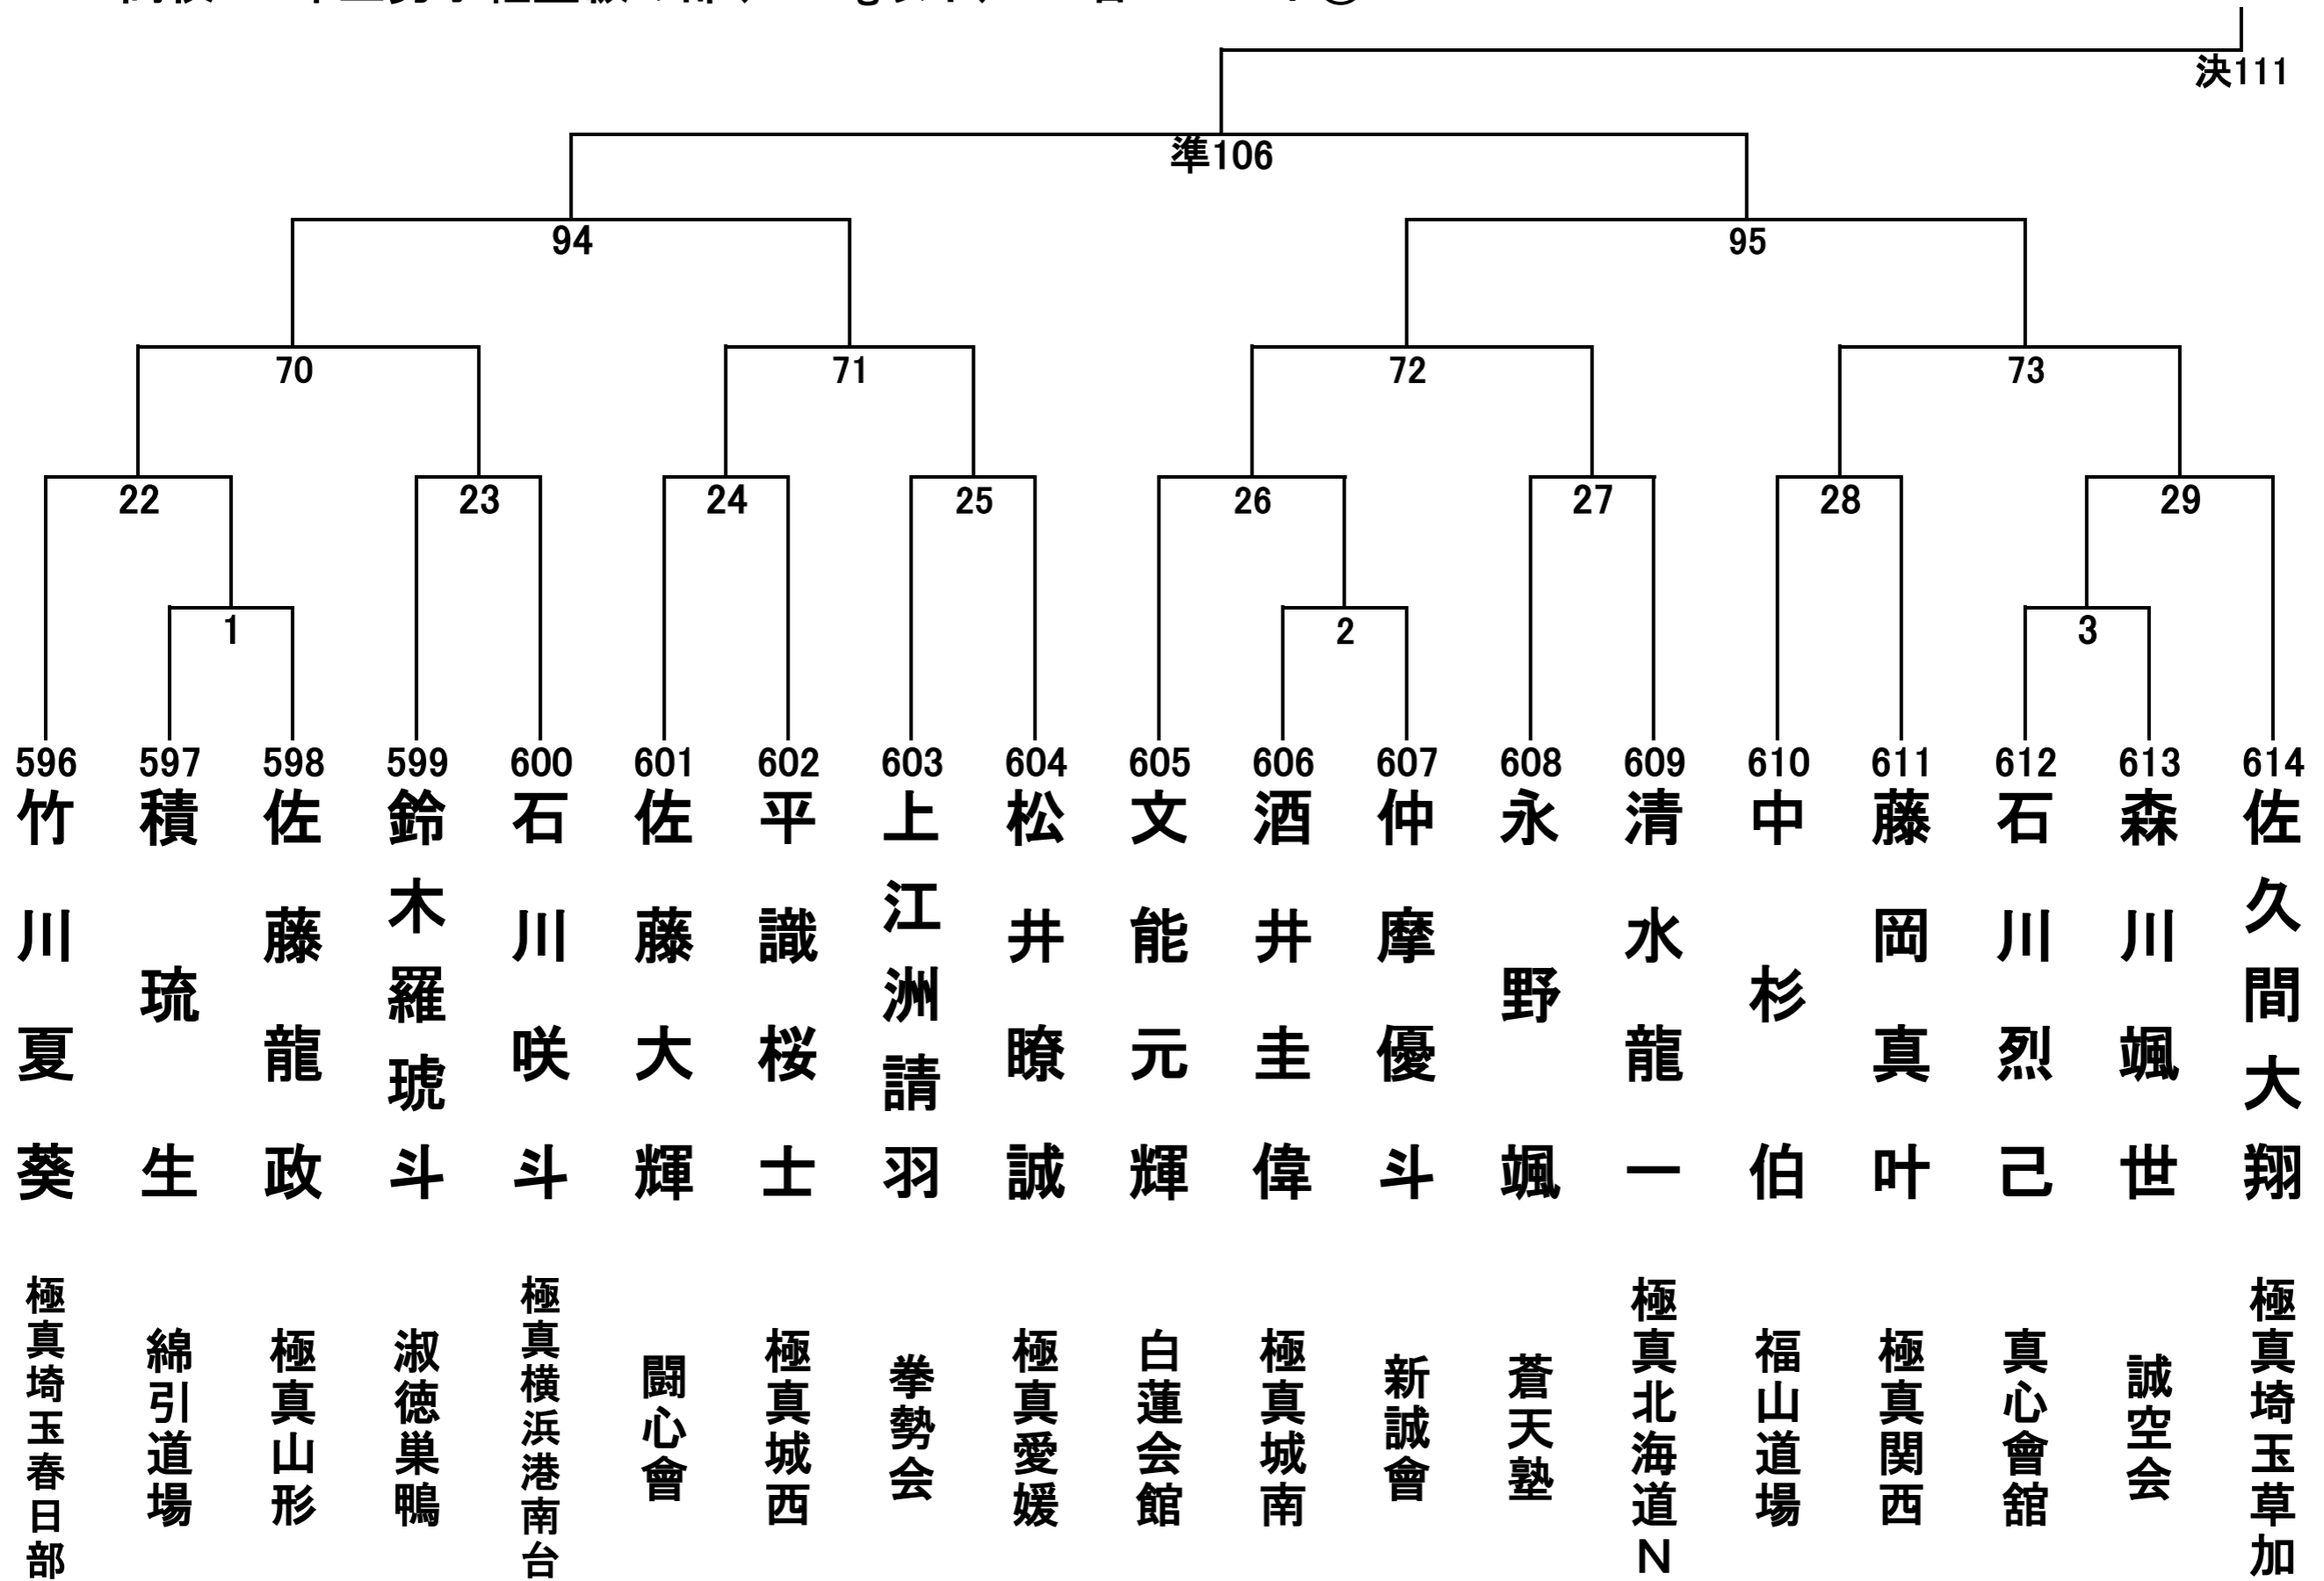 決111
準106
94
95
70
71
72
73
22
23
24
25
26
27
28
29
1
2
3
596
竹川夏葵
極真埼玉春日部
597
積琉生
綿引道場
598
佐藤龍政
極真山形
599
鈴木羅琥斗
淑徳巣鴨
600
石川咲斗
極真横浜港南台
601
佐藤大輝
闘心會
602
平識桜士
極真城西
603
上江洲請羽
拳勢会
604
松井瞭誠
極真愛媛
605
文能元輝
白蓮会館
606
酒井圭偉
極真城南
607
仲摩優斗
新誠會
608
永野颯
蒼天塾
609
清水龍一
極真北海道Ｎ
610
中杉伯
福山道場
611
藤岡真叶
極真関西
612
石川烈己
真心會舘
613
森川颯世
誠空会
614
佐久間大翔
極真埼玉草加